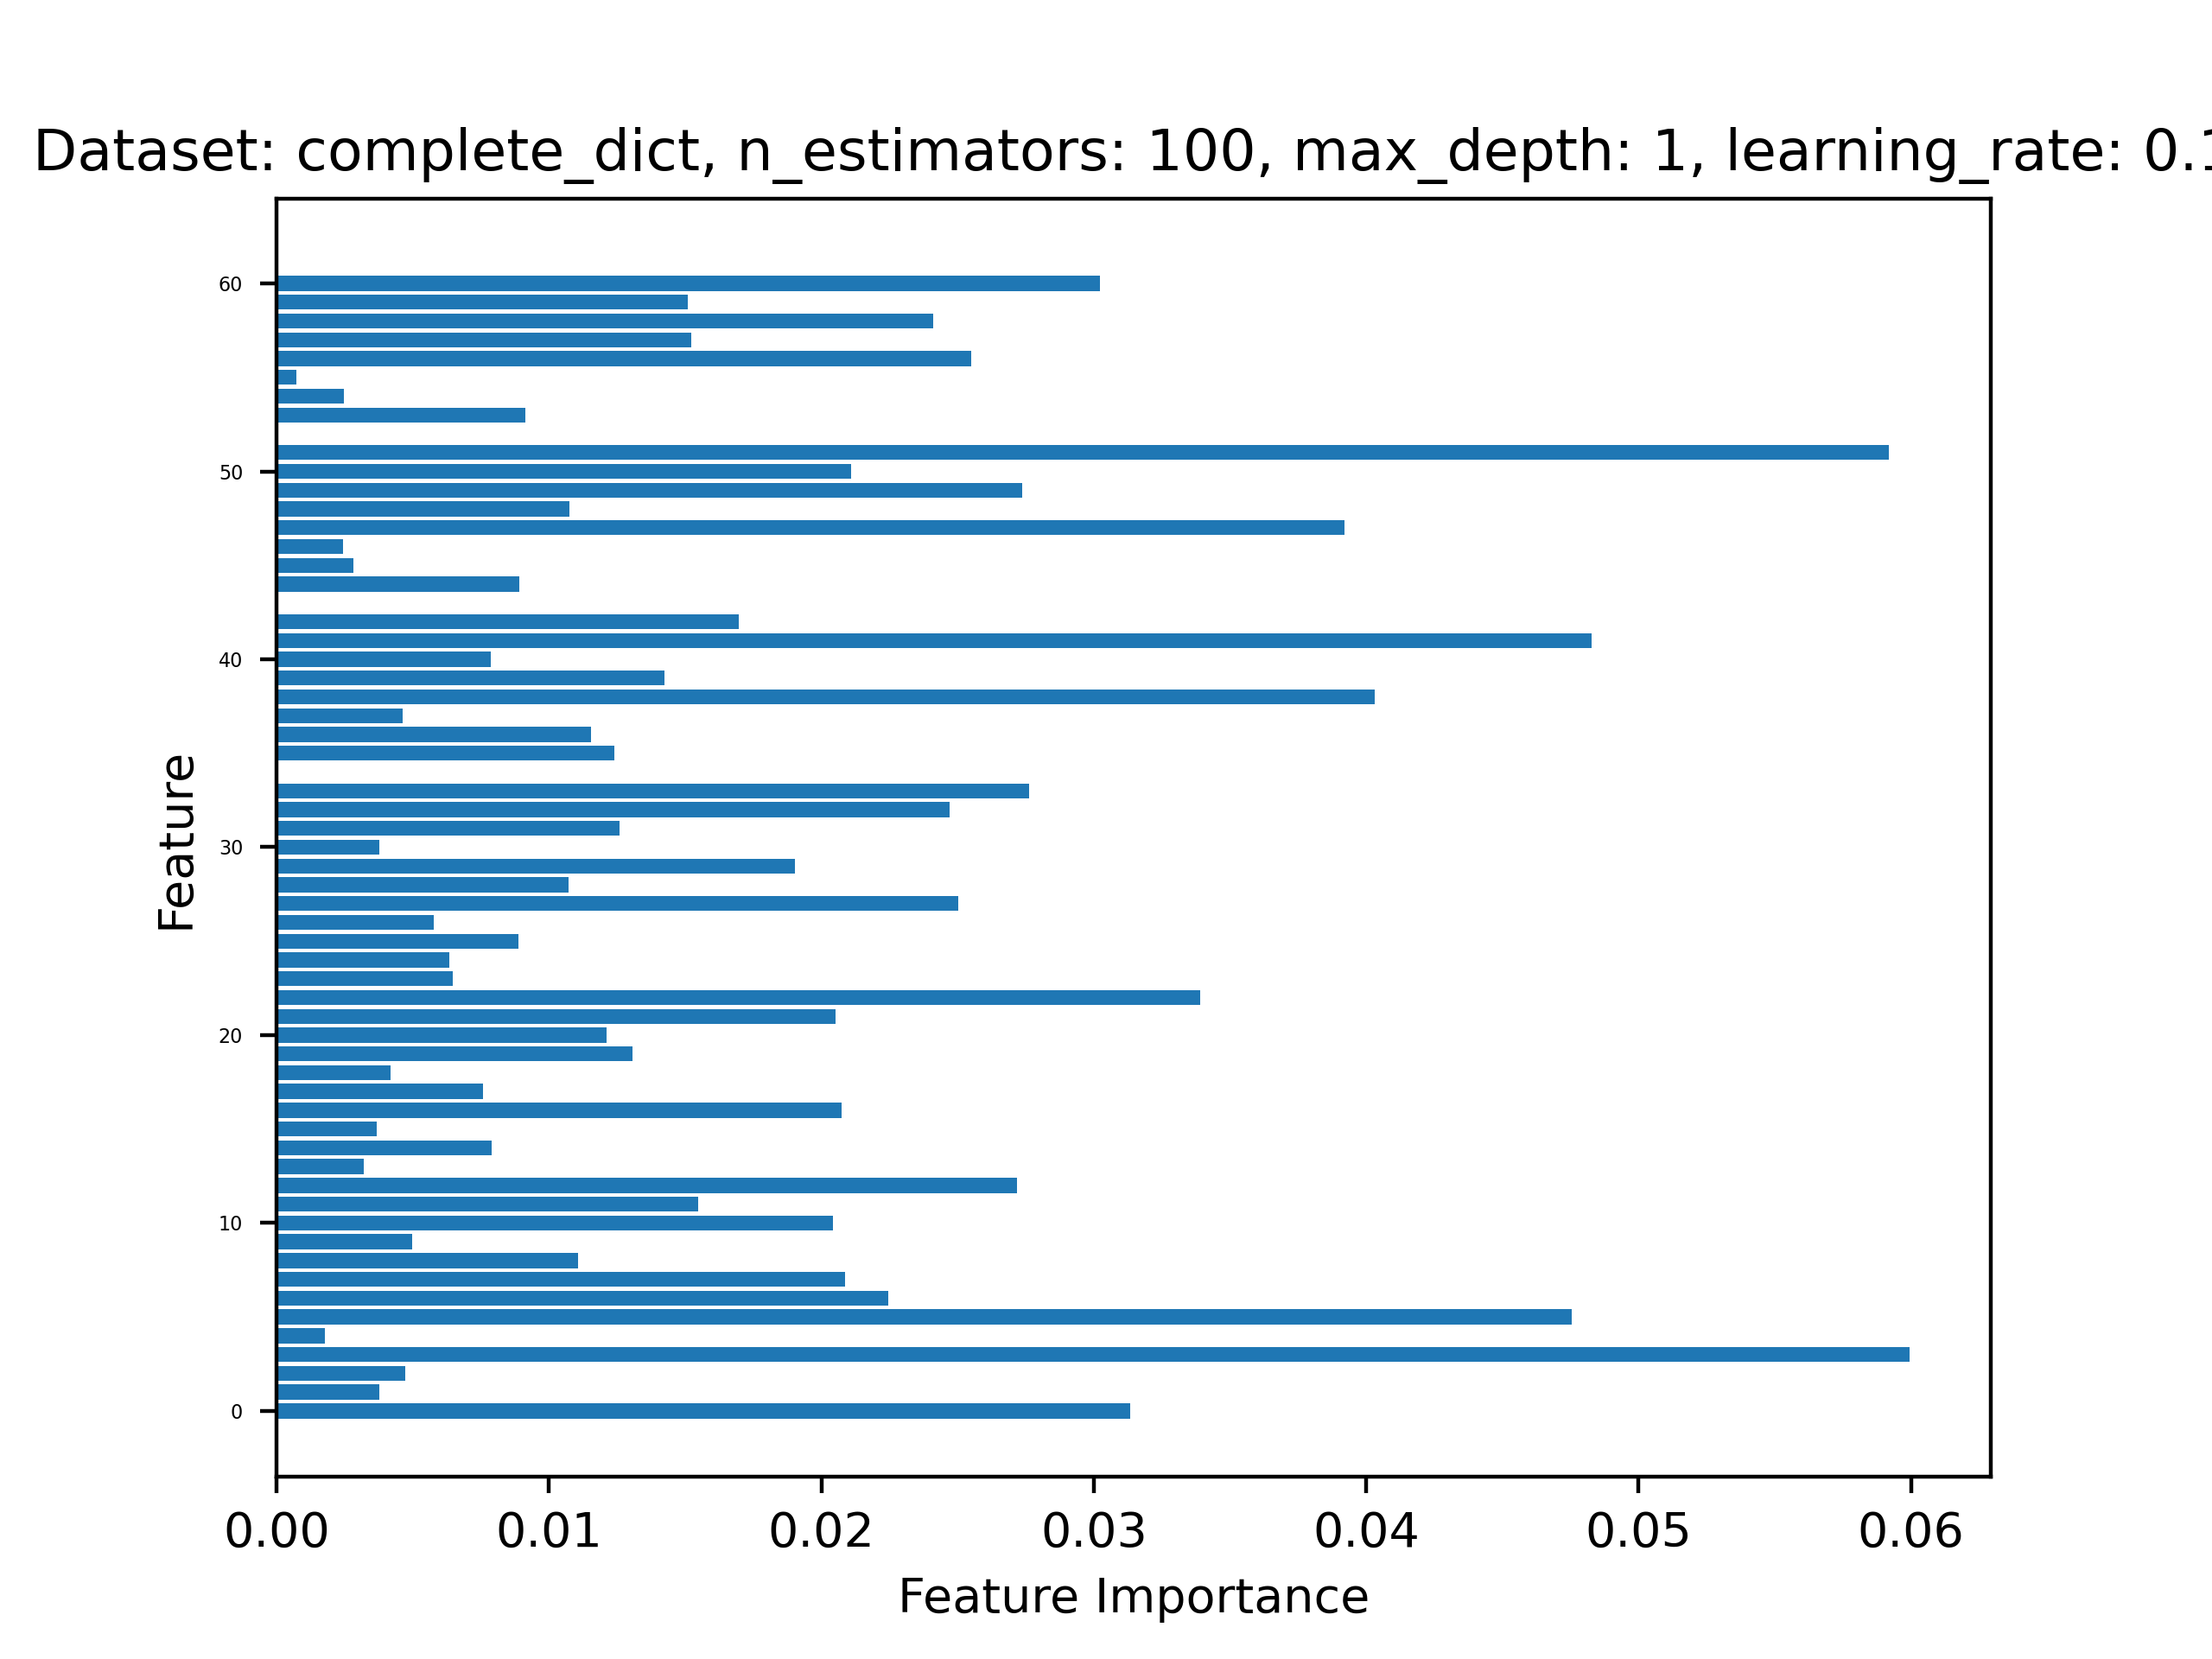 Dataset: complete_dict, n_estimators: 100, max_depth: 1, learning_rate: 0.1
60
50
40
30
20
10
0
Feature
0.00 0.01 0.02 0.03 0.04 0.05 0.06
Feature Importance